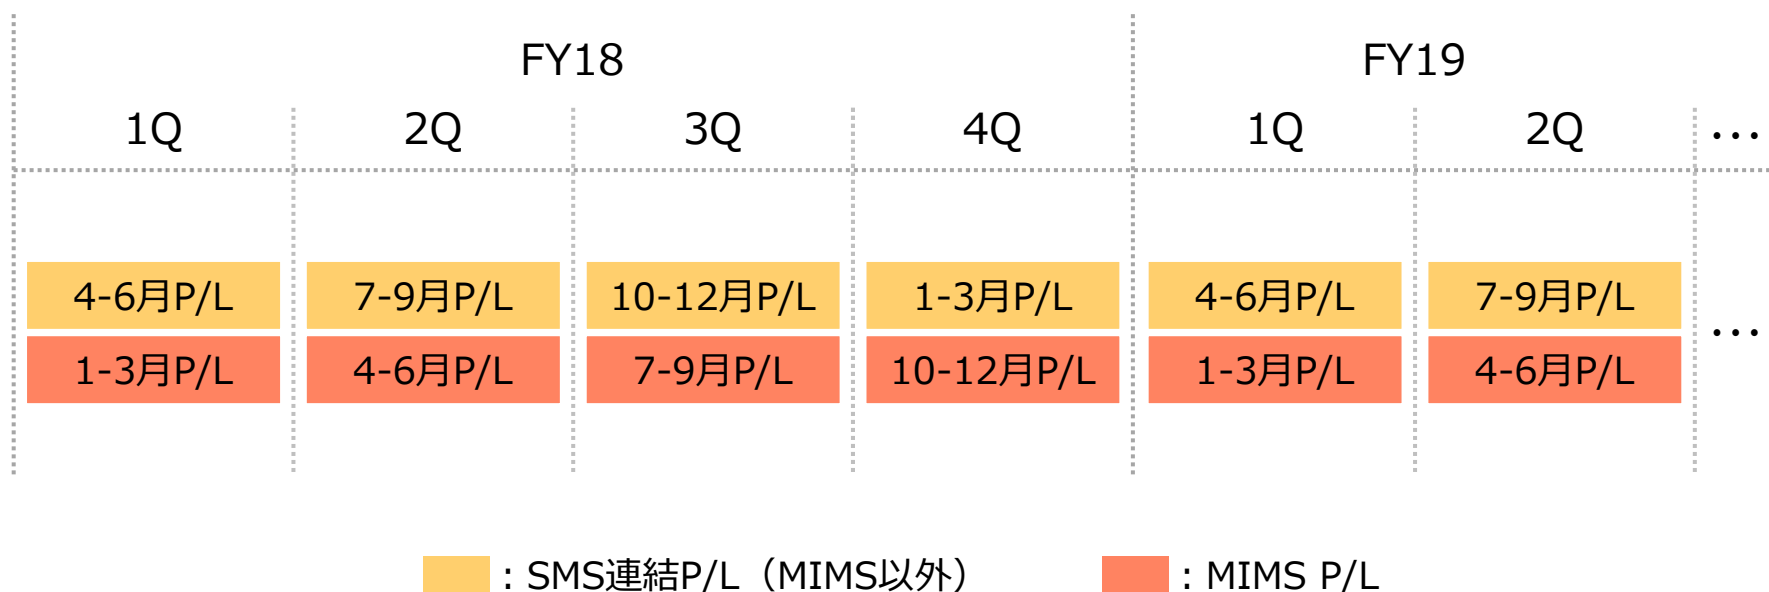 FY18 FY19
1Q 2Q 3Q 4Q 1Q 2Q ...
4-6月P/L 7-9月P/L 10-12月P/L 1-3月P/L 4-6月P/L 7-9月P/L
...
1-3月P/L 4-6月P/L 7-9月P/L 10-12月P/L 1-3月P/L 4-6月P/L
: SMS連結P/L（MIMS以外） : MIMS P/L